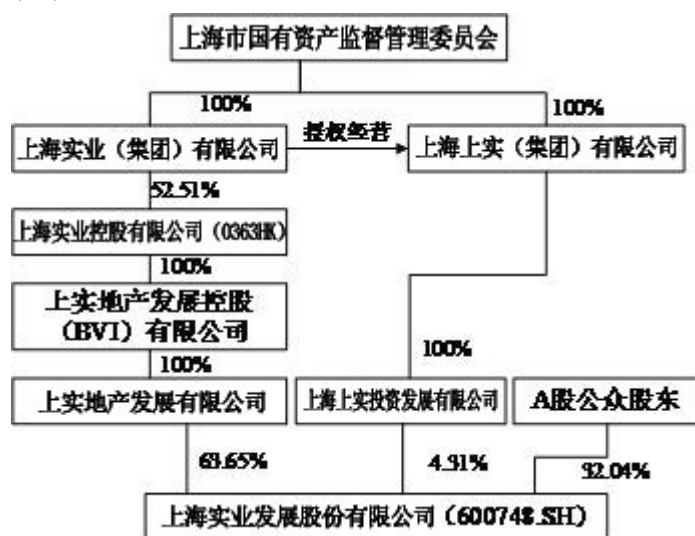 上海市国有资产监督管理委员会
100%
100%
上海实业（集团）有限公司
授权经营
上海上实（集团）有限公司
52.51%
上海实业控股有限公司（0363HK）
100%
上实地产发展控股
（BVI）有限公司
100%
100%
上实地产发展有限公司
上海上实投资发展有限公司
A股公众股东
63.65%
4.31%
32.04%
上海实业发展股份有限公司（600748.SH）